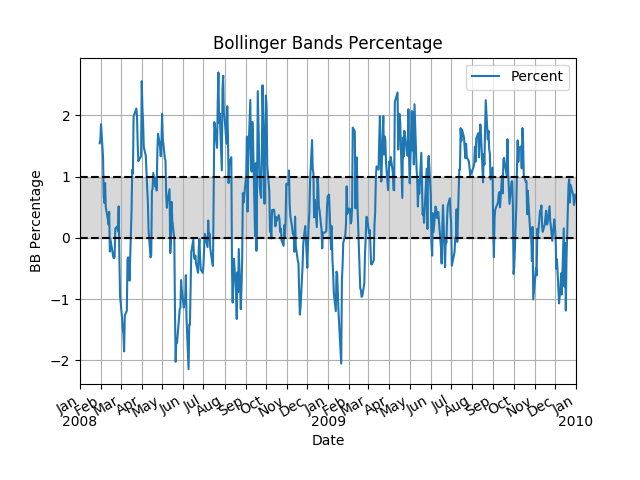 Bollinger Bands Percentage
Percent
BB Percentage
2
1
0
−1
−2
Jan Feb Mar Apr May Jun Jul Aug Sep Oct Nov Dec Jan Feb Mar Apr May Jun Jul Aug Sep Oct Nov Dec Jan
2008 2009 2010
Date